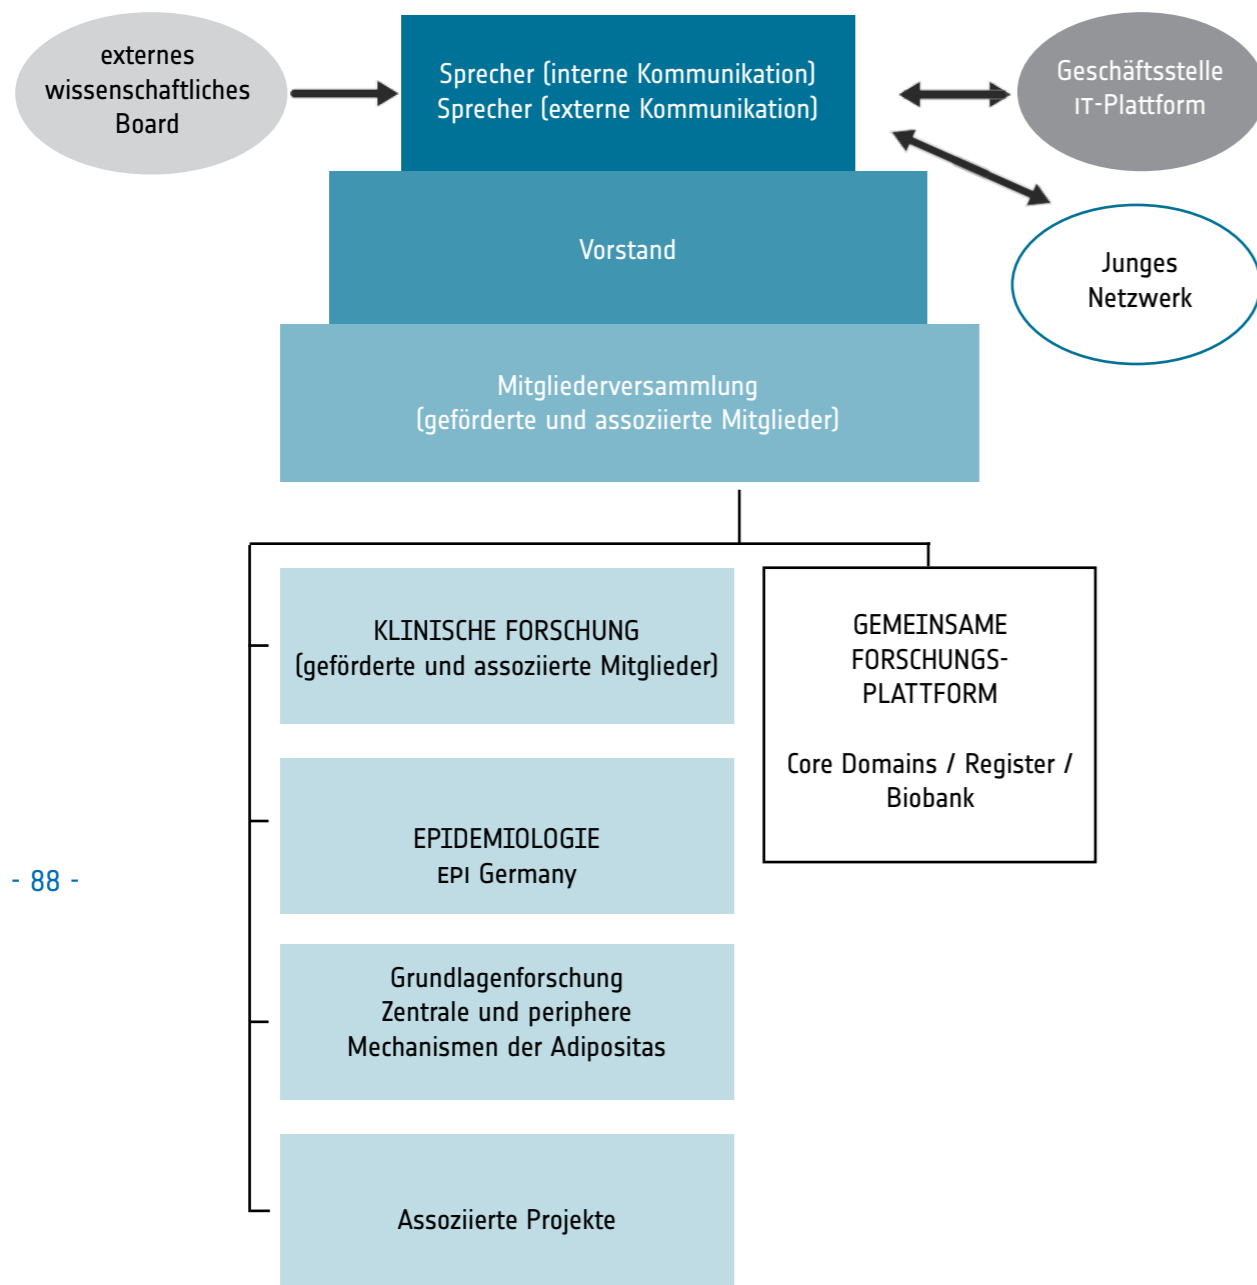 externes
wissenschaftliches
Board
Sprecher (interne Kommunikation)
Sprecher (externe Kommunikation)
Geschäftsstelle
IT-Plattform
Vorstand
Junges
Netzwerk
Mitgliederversammlung
(geförderte und assoziierte Mitglieder)
KLINISCHE FORSCHUNG
(geförderte und assoziierte Mitglieder)
GEMEINSAME
FORSCHUNGS-
PLATTFORM
Core Domains / Register /
Biobank
EPIDEMIOLOGIE
EPI Germany
- 88 -
Grundlagenforschung
Zentrale und periphere
Mechanismen der Adipositas
Assoziierte Projekte